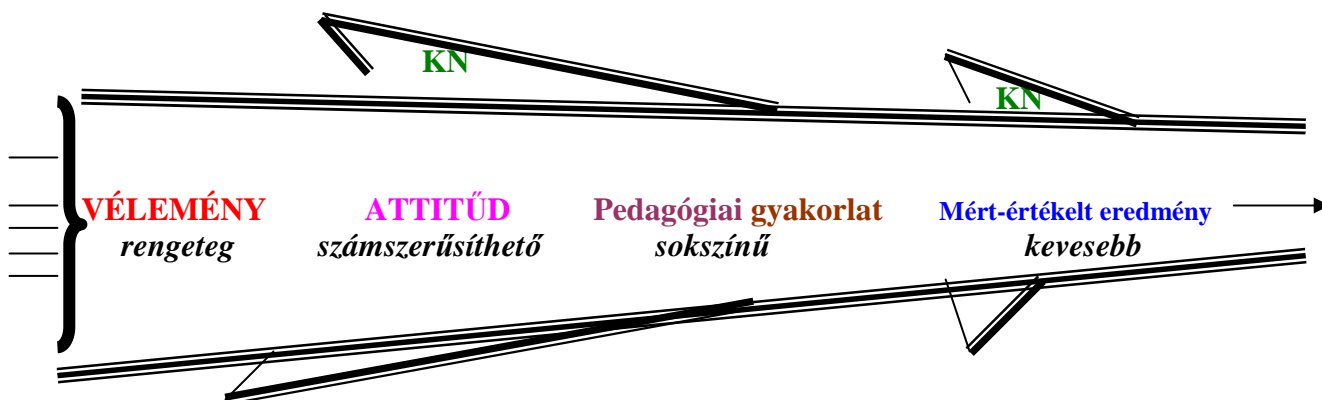 KN
KN
VÉLEMÉNY ATTITŰD Pedagógiai gyakorlat Mért-értékelt eredmény
rengeteg számszerűsíthető sokszínű kevesebb